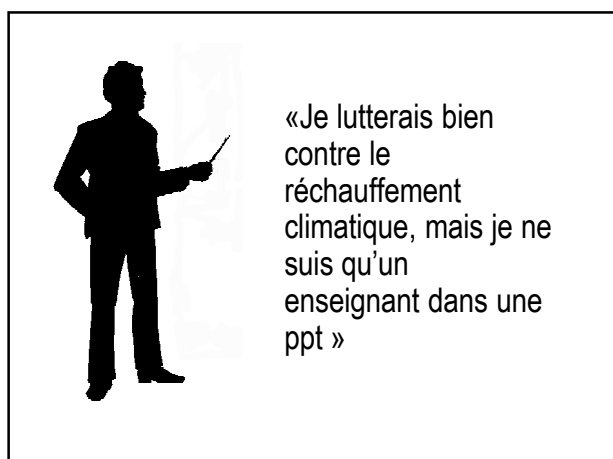 «Je lutterais bien
contre le
réchauffement
climatique, mais je ne
suis qu’un
enseignant dans une
ppt »